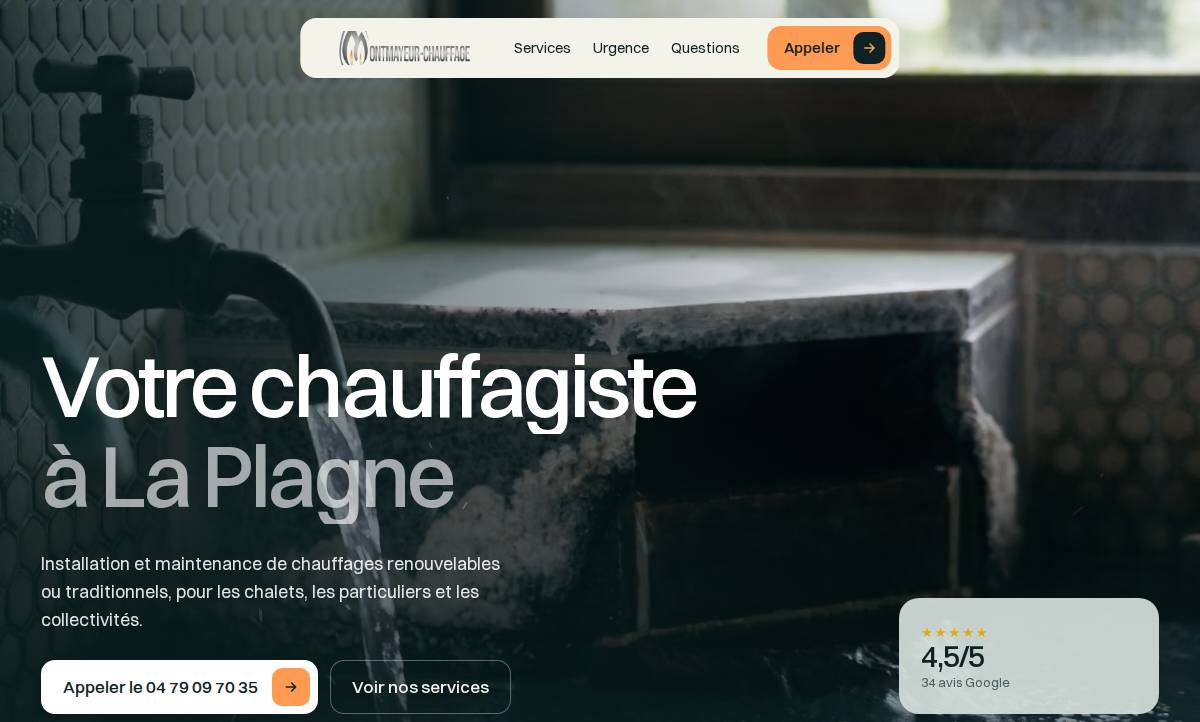 MONTMAYEUR-CHAUFFAGE
Services
Urgence
Questions
Appeler
Votre chauffagiste
à La Plagne
Installation et maintenance de chauffages renouvelables
ou traditionnels, pour les chalets, les particuliers et les
collectivités.
Appeler le 04 79 09 70 35
Voir nos services
4,5/5
34 avis Google